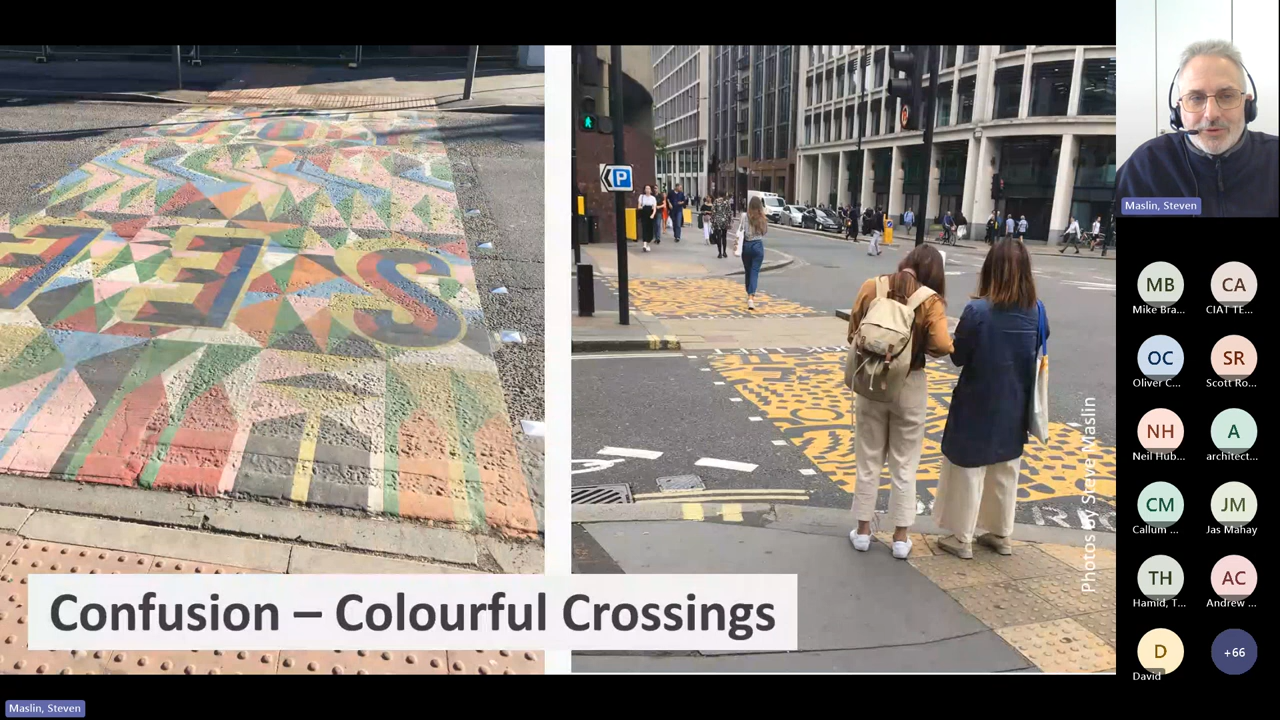 SEE
P
Photos by Steve Maslin
Confusion – Colourful Crossings
Maslin, Steven
MB
Mike Bra...
CA
CIAT TE...
OC
Oliver C...
SR
Scott Ro...
NH
Neil Hub...
A
architect...
CM
Callum ...
JM
Jas Mahay
TH
Hamid, T...
AC
Andrew ...
D
David
+66
Maslin, Steven